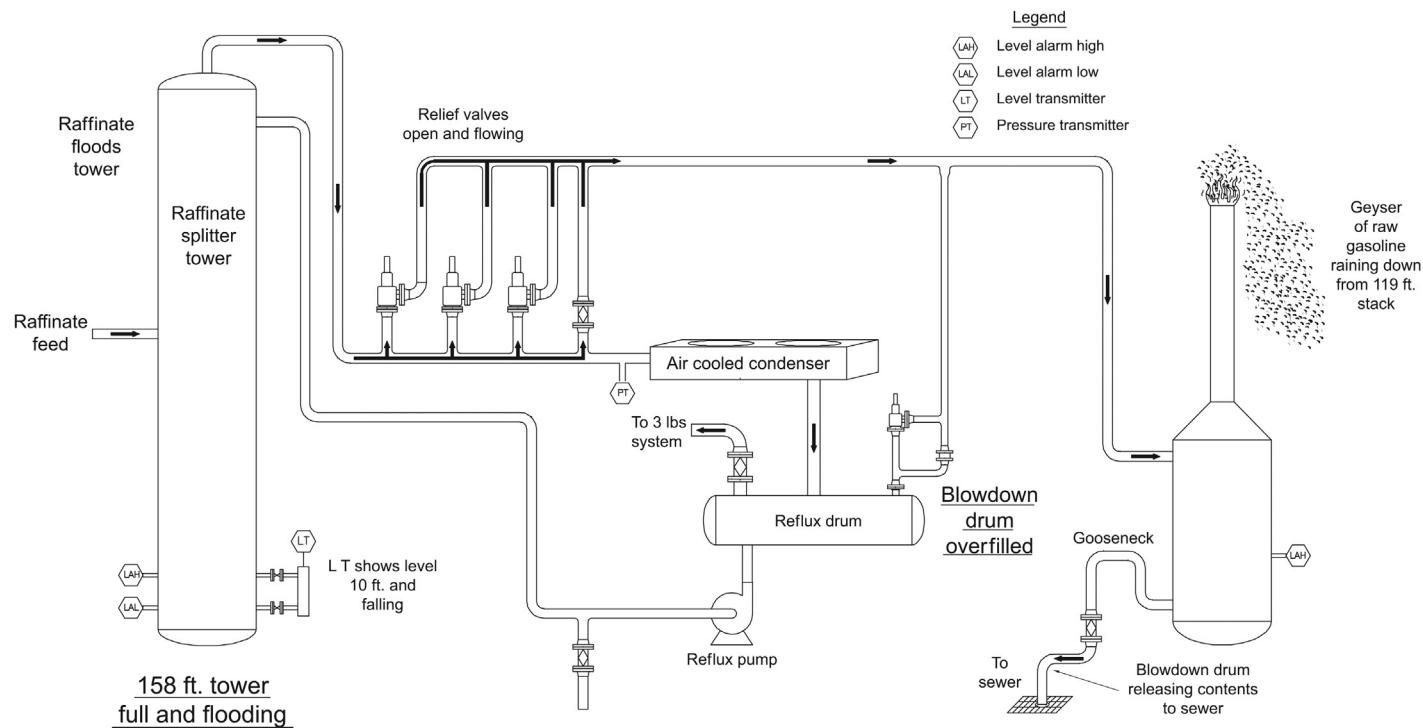 Legend
LAH Level alarm high
LAL Level alarm low
LT Level transmitter
PT Pressure transmitter
Raffinate
floods
tower
Raffinate
splitter
tower
Relief valves
open and flowing
Geyser
of raw
gasoline
raining down
from 119 ft.
stack
Raffinate
feed
Air cooled condenser
PT
To 3 lbs
system
Reflux drum
Blowdown
drum
overfilled
Gooseneck
LT
L T shows level
10 ft. and
falling
LAH
LAL
LAH
Reflux pump
To
sewer
Blowdown drum
releasing contents
to sewer
158 ft. tower
full and flooding